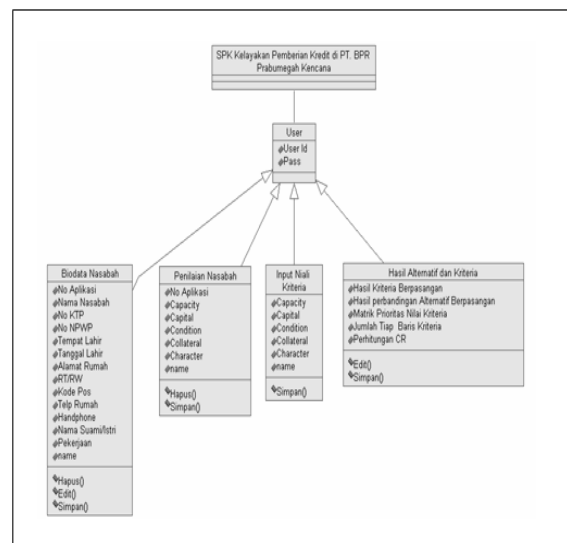 SPK Kelayakan Pemberian Kredit di PT. BPR
Prabumegah Kencana
User
User Id
Pass
Biodata Nasabah
No Aplikasi
Nama Nasabah
No KTP
No NPWP
Tempat Lahir
Tanggal Lahir
Alamat Rumah
RT/RW
Kode Pos
Telp Rumah
Handphone
Nama Suami/Istri
Pekerjaan
name
Hapus()
Edit()
Simpan()
Penilaian Nasabah
No Aplikasi
Capacity
Capital
Condition
Collateral
Character
name
Hapus()
Simpan()
Input Niali
Kriteria
Capacity
Capital
Condition
Collateral
Character
name
Simpan()
Hasil Alternatif dan Kriteria
Hasil Kriteria Berpasangan
Hasil perbandingan Alternatif Berpasangan
Matrik Prioritas Nilai Kriteria
Jumlah Tiap Baris Kriteria
Perhitungan CR
Edit()
Simpan()